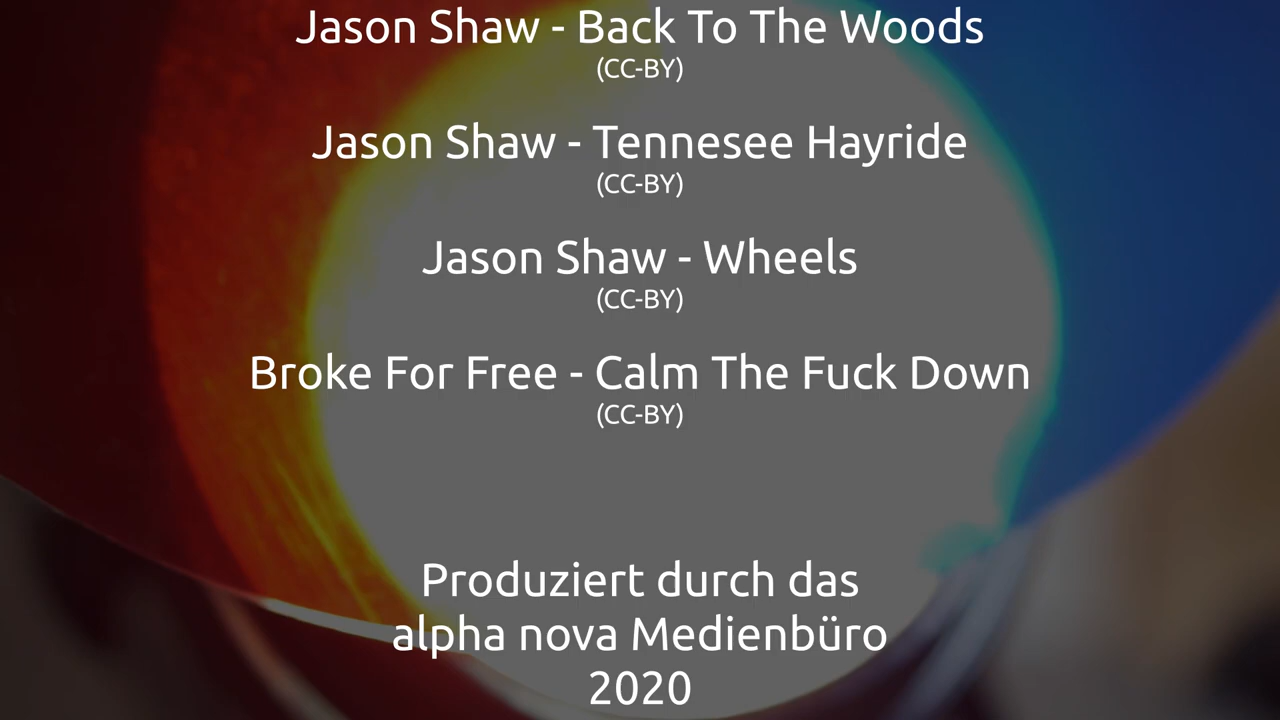 Jason Shaw - Back To The Woods
(CC-BY)
Jason Shaw - Tennesee Hayride
(CC-BY)
Jason Shaw - Wheels
(CC-BY)
Broke For Free - Calm The Fuck Down
(CC-BY)
Produziert durch das
alpha nova Medienbüro
2020